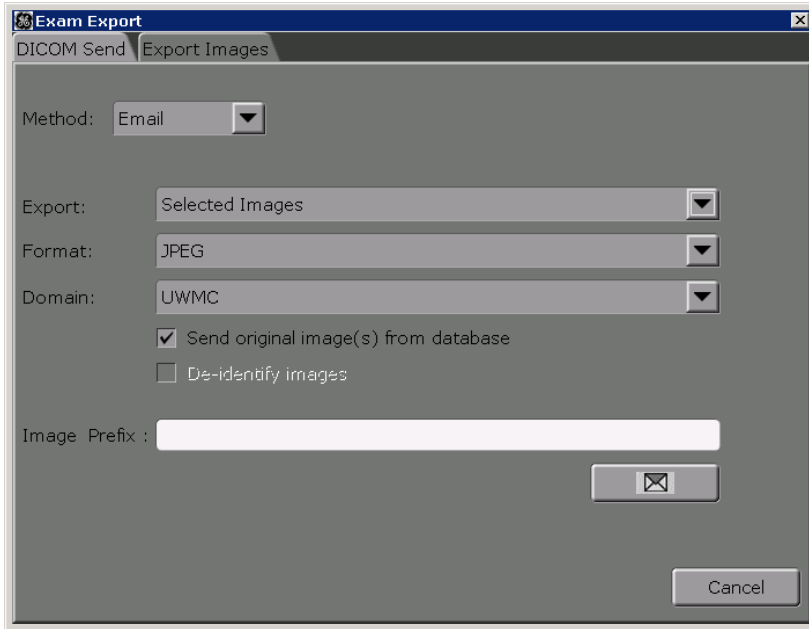 Exam Export
DICOM Send Export Images
Method: Email
Export: Selected Images
Format: JPEG
Domain: UWMC
Send original image(s) from database
De-identify images
Image Prefix :
Cancel